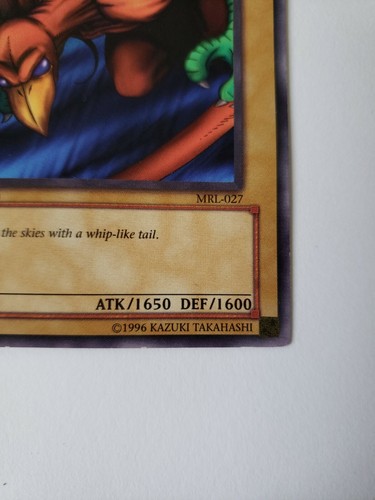 MRL-027
the skies with a whip-like tail.
ATK/1650 DEF/1600
©1996 KAZUKI TAKAHASHI